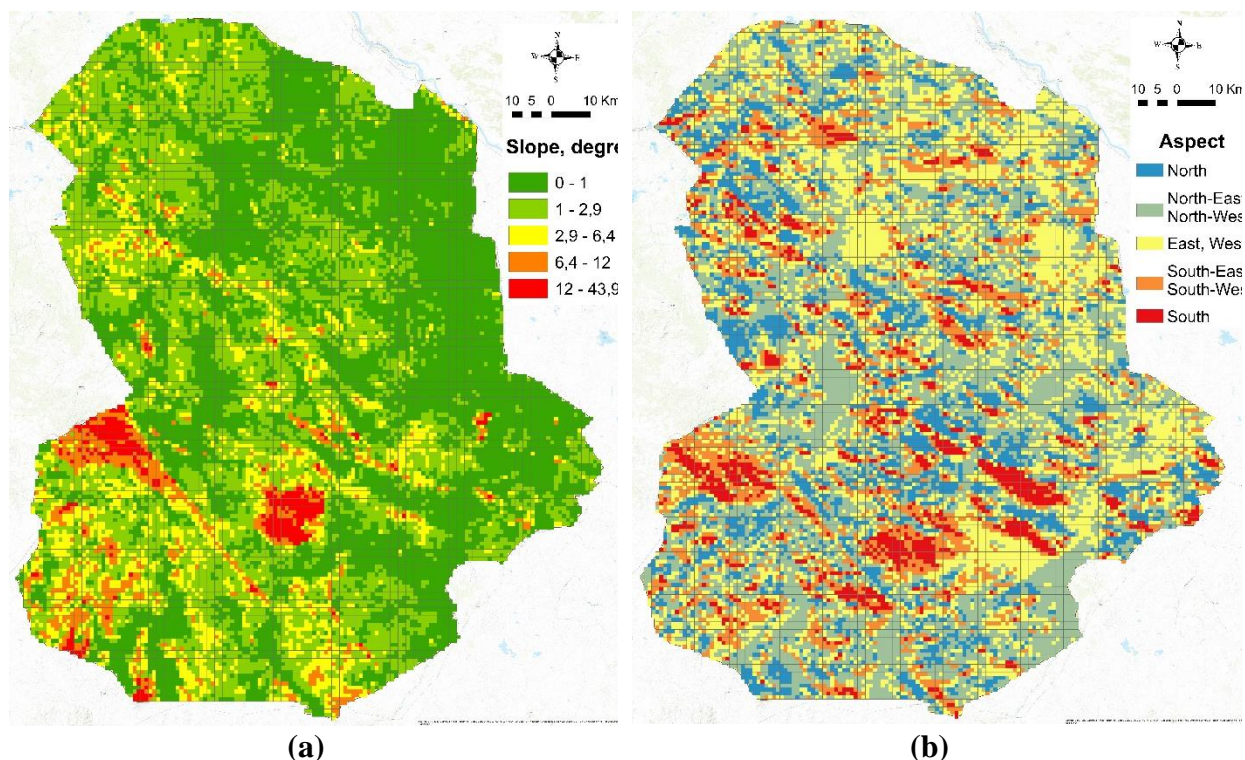 N
W E
S
10 5 0 10 Km
Slope, degre
0 - 1
1 - 2,9
2,9 - 6,4
6,4 - 12
12 - 43,9
(a)
N
W E
S
10 5 0 10 Km
Aspect
North
North-East
North-Wes
East, West
South-Eas
South-Wes
South
(b)